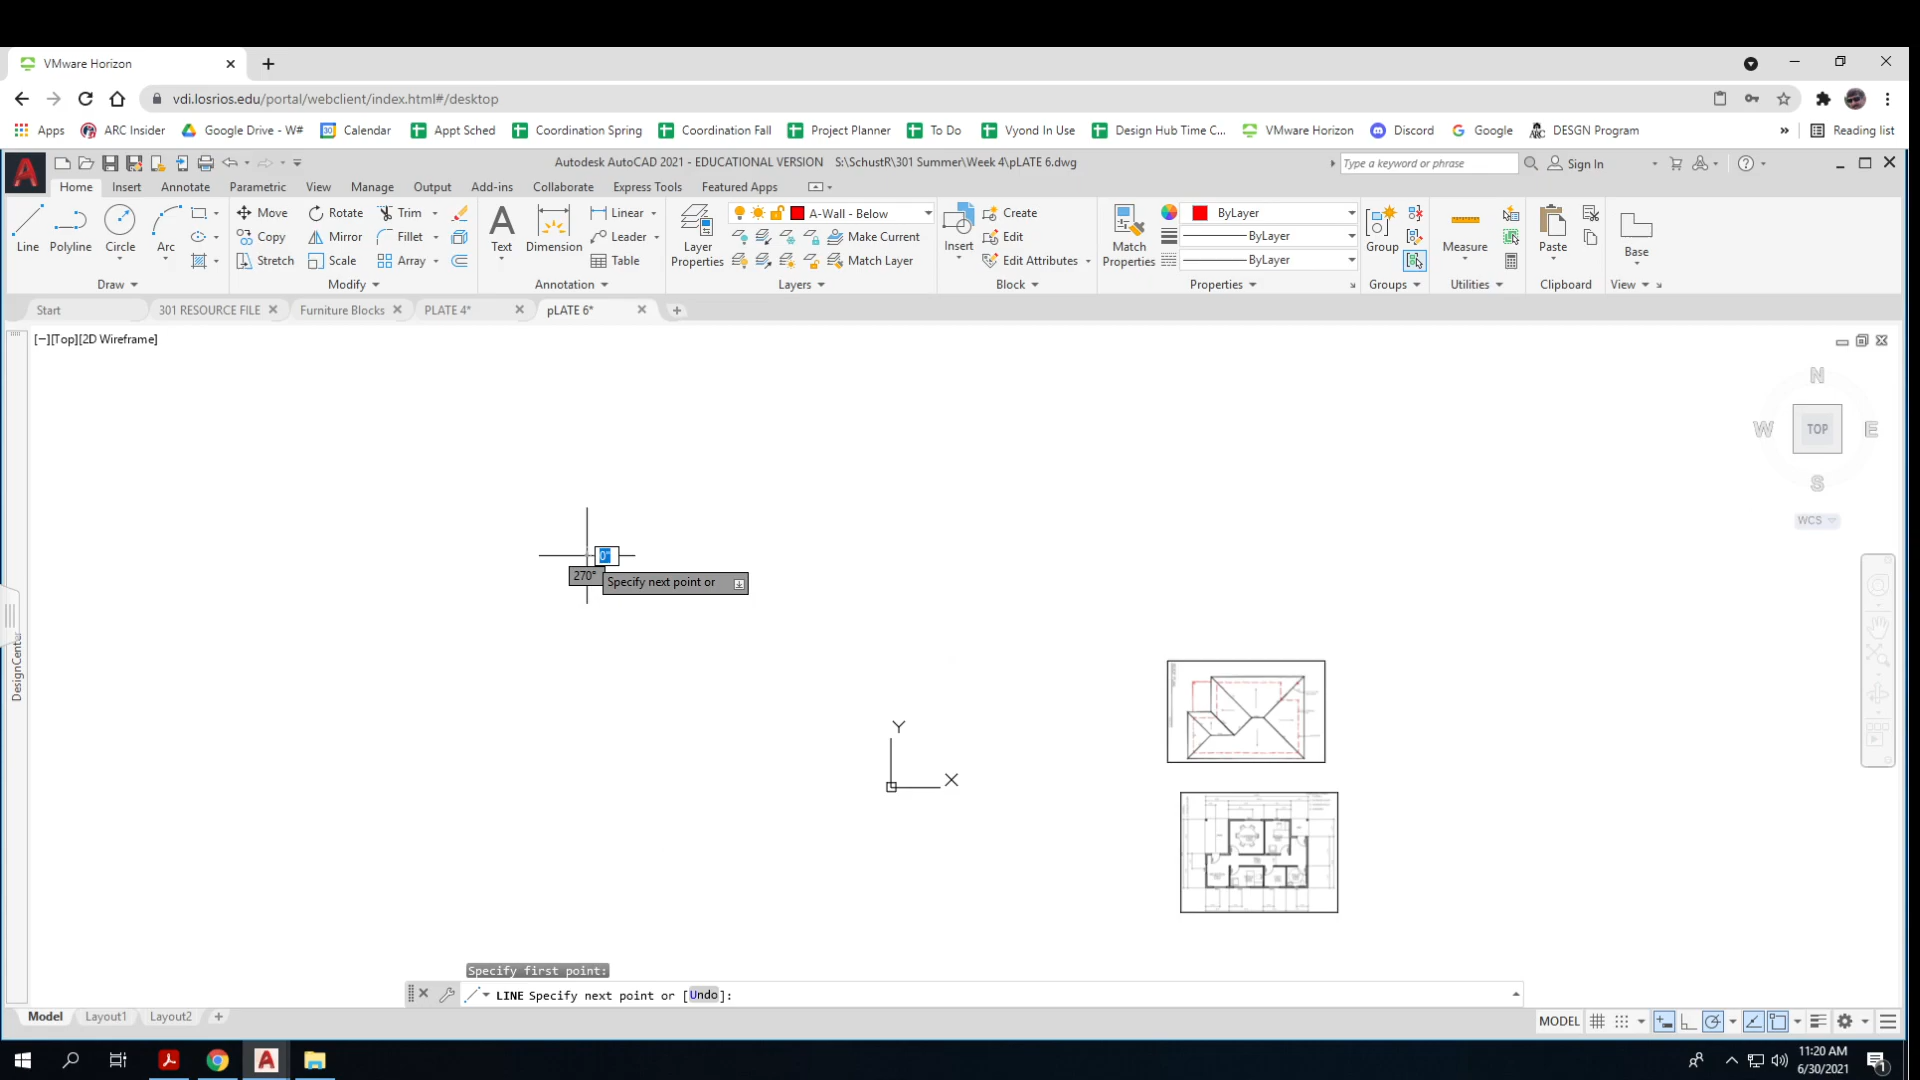 VMware Horizon
vdi.losrios.edu/portal/webclient/index.html#/desktop
Apps ARC Insider Google Drive - W# Calendar Appt Sched Coordination Spring Coordination Fall Project Planner To Do Vyond In Use Design Hub Time C... VMware Horizon Discord Google DESGN Program » Reading list
Autodesk AutoCAD 2021 - EDUCATIONAL VERSION S:\SchustR\301 Summer\Week 4\pLATE 6.dwg Type a keyword or phrase Sign In
Home Insert Annotate Parametric View Manage Output Add-ins Collaborate Express Tools Featured Apps
Move Rotate Trim Linear A-Wall - Below Create ByLayer
Line Polyline Circle Arc Copy Mirror Fillet Text Dimension Leader Layer Properties Make Current Insert Edit Match Properties ByLayer Group Measure Paste Base
Stretch Scale Array Table Match Layer Edit Attributes ByLayer
Draw Modify Annotation Layers Block Properties Groups Utilities Clipboard View
Start 301 RESOURCE FILE Furniture Blocks PLATE 4* pLATE 6*
[−][Top][2D Wireframe]
N
W TOP E
S
WCS
0"
270° Specify next point or
DesignCenter
Y
X
Specify first point:
LINE Specify next point or [Undo]:
Model Layout1 Layout2 MODEL
11:20 AM
6/30/2021
1